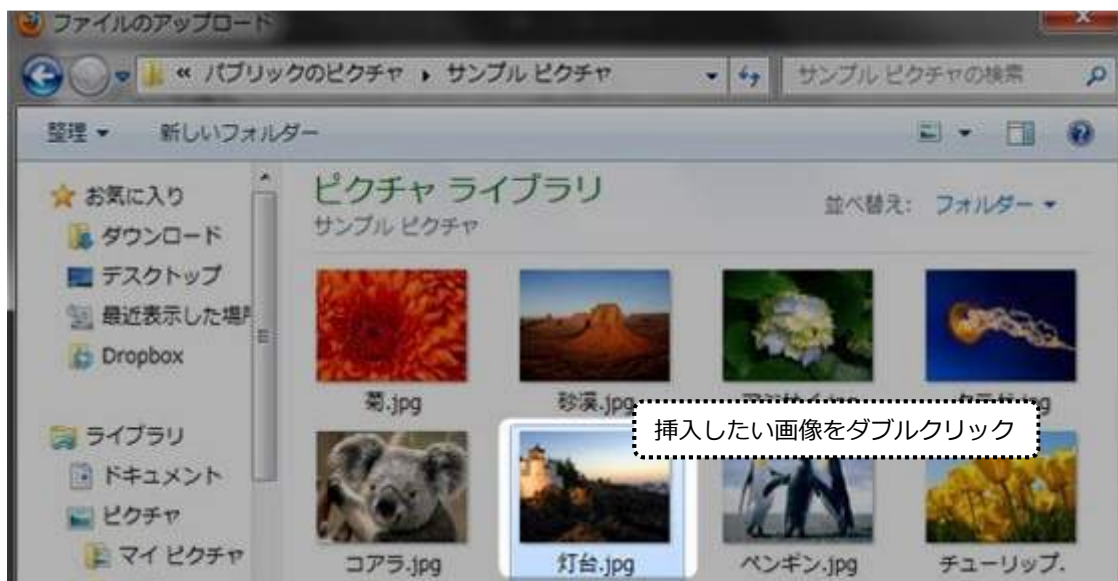 ファイルのアップロード
« パブリックのピクチャ ▸ サンプル ピクチャ
サンプル ピクチャの検索
整理 ▼ 新しいフォルダー
お気に入り
ダウンロード
デスクトップ
最近表示した場所
Dropbox
ライブラリ
ドキュメント
ピクチャ
マイ ピクチャ
ピクチャ ライブラリ
サンプル ピクチャ
並べ替え: フォルダー ▼
菊.jpg
砂漠.jpg
挿入したい画像をダブルクリック
コアラ.jpg
灯台.jpg
ペンギン.jpg
チューリップ.